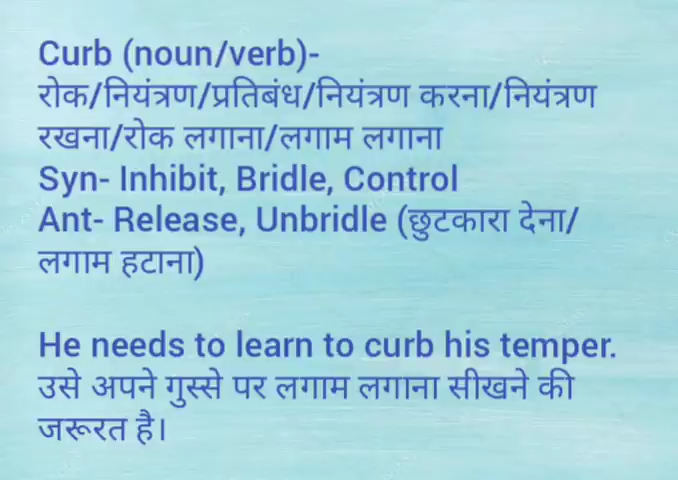 Curb (noun/verb)-
रोक/नियंत्रण/प्रतिबंध/नियंत्रण करना/नियंत्रण
रखना/रोक लगाना/लगाम लगाना
Syn- Inhibit, Bridle, Control
Ant- Release, Unbridle (छुटकारा देना/
लगाम हटाना)
He needs to learn to curb his temper.
उसे अपने गुस्से पर लगाम लगाना सीखने की
जरूरत है।